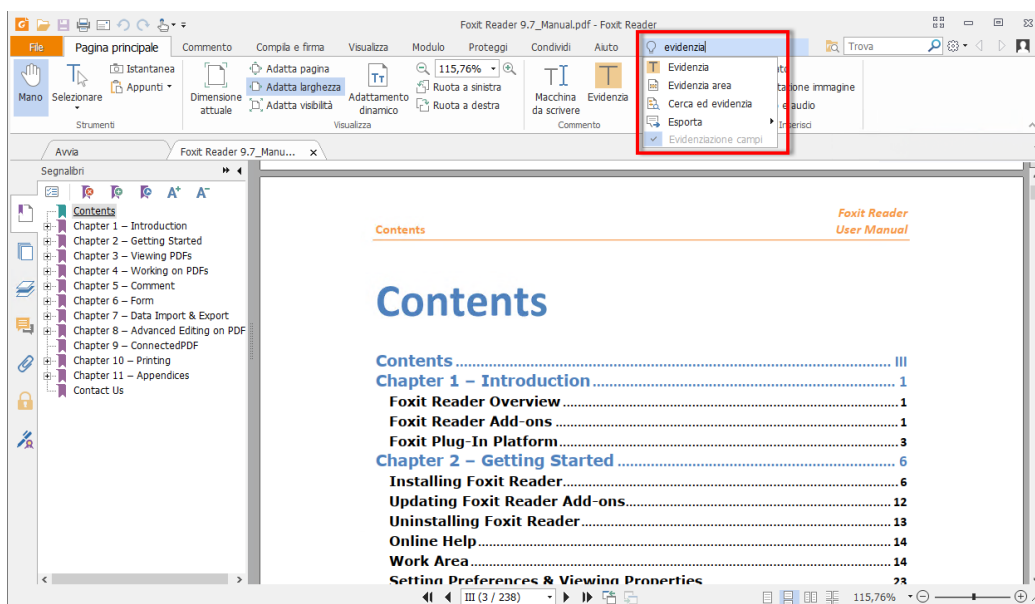 Foxit Reader 9.7_Manual.pdf - Foxit Reader
File Pagina principale Commento Compila e firma Visualizza Modulo Proteggi Condividi Aiuto evidenzia Trova
Mano
Selezionare
Istantanea
Appunti
Strumenti
Dimensione attuale
Adatta pagina
Adatta larghezza
Adatta visibilità
Adattamento dinamico
115,76%
Ruota a sinistra
Ruota a destra
Visualizza
Macchina da scrivere
Evidenzia
Commento
Evidenzia
Evidenzia area
Cerca ed evidenzia
Esporta
Evidenziazione campi
immagine
audio
Inserisci
Avvia
Foxit Reader 9.7_Manu...
Segnalibri
Contents
Chapter 1 – Introduction
Chapter 2 – Getting Started
Chapter 3 – Viewing PDFs
Chapter 4 – Working on PDFs
Chapter 5 – Comment
Chapter 6 – Form
Chapter 7 – Data Import & Export
Chapter 8 – Advanced Editing on PDF
Chapter 9 – ConnectedPDF
Chapter 10 – Printing
Chapter 11 – Appendices
Contact Us
Foxit Reader
Contents User Manual
Contents
Contents ........ III
Chapter 1 – Introduction ........ 1
Foxit Reader Overview ........ 1
Foxit Reader Add-ons ........ 1
Foxit Plug-In Platform ........ 3
Chapter 2 – Getting Started ........ 6
Installing Foxit Reader ........ 6
Updating Foxit Reader Add-ons ........ 12
Uninstalling Foxit Reader ........ 13
Online Help ........ 14
Work Area ........ 14
Setting Preferences & Viewing Properties 23
III (3 / 238)
115,76%